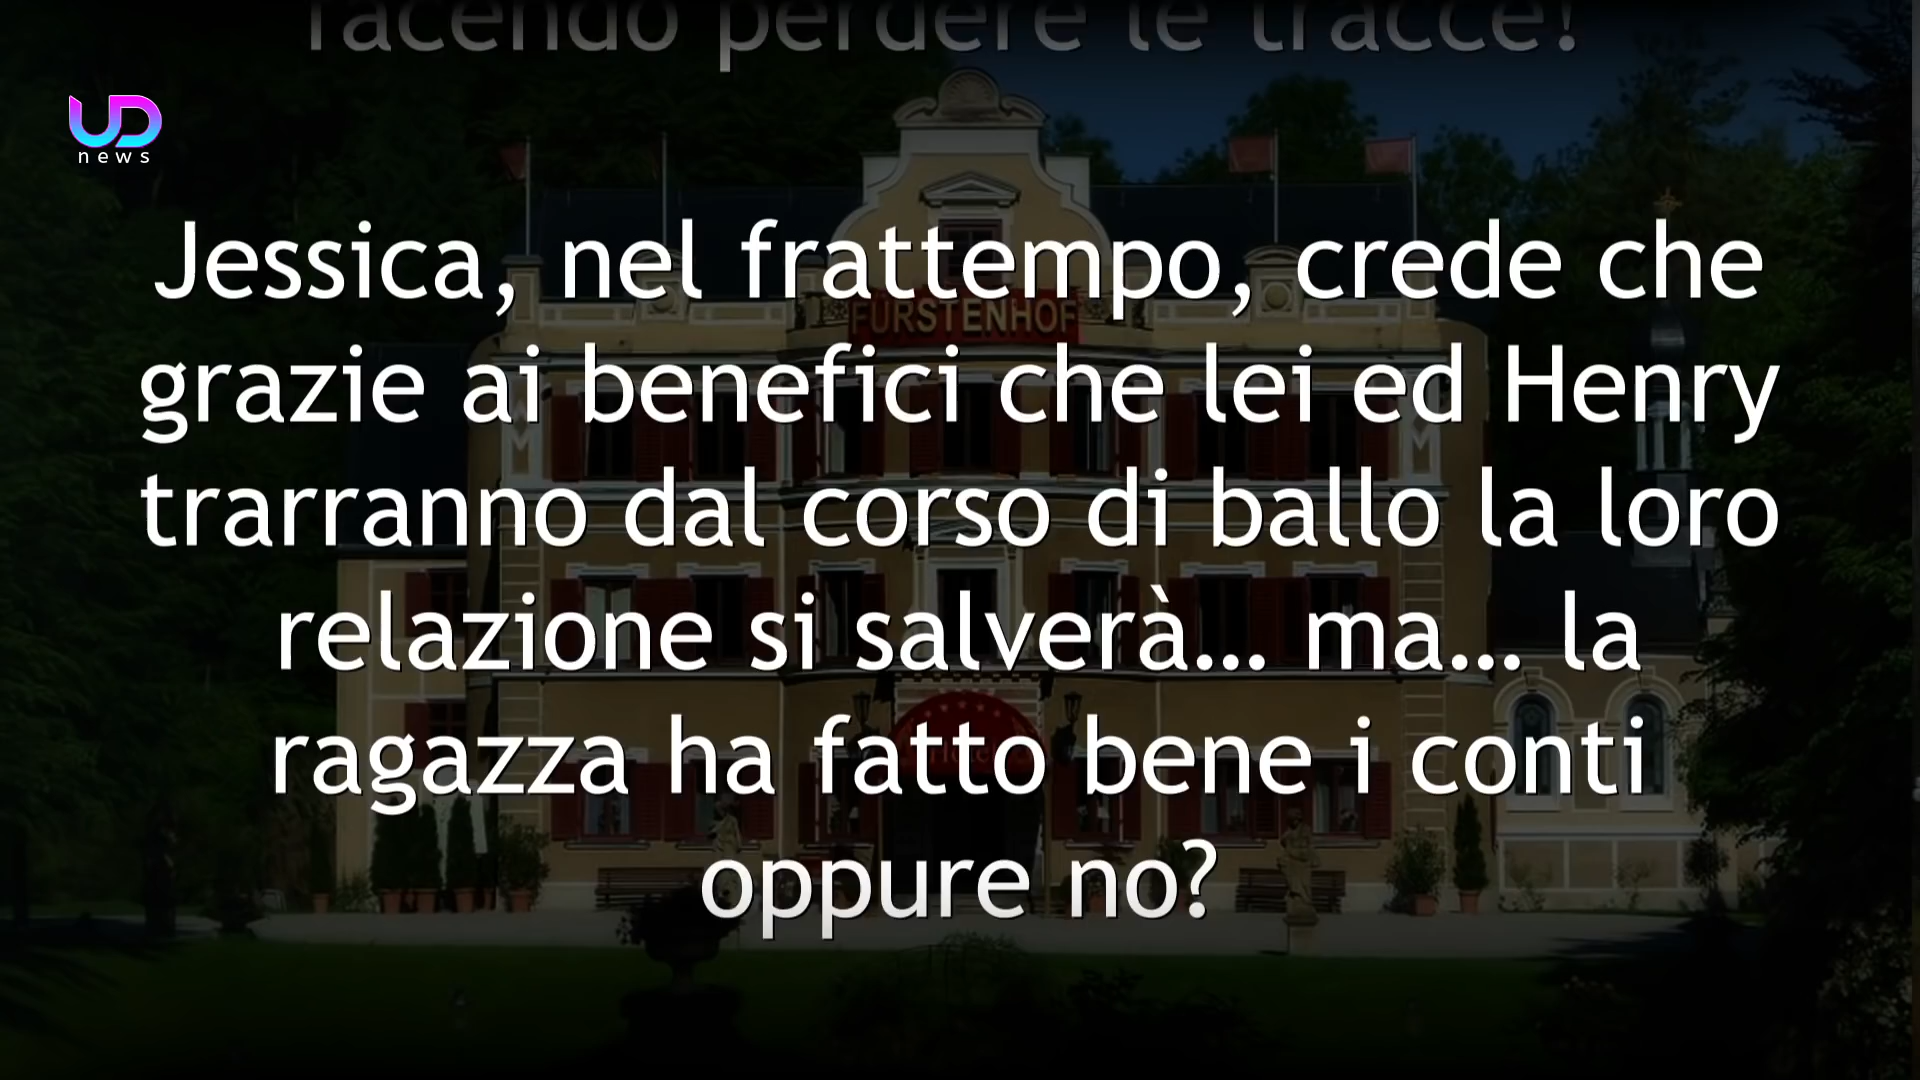 facendo perdere le tracce!
UD
news
FÜRSTENHOF
Jessica, nel frattempo, crede che
grazie ai benefici che lei ed Henry
trarranno dal corso di ballo la loro
relazione si salverà... ma... la
ragazza ha fatto bene i conti
oppure no?